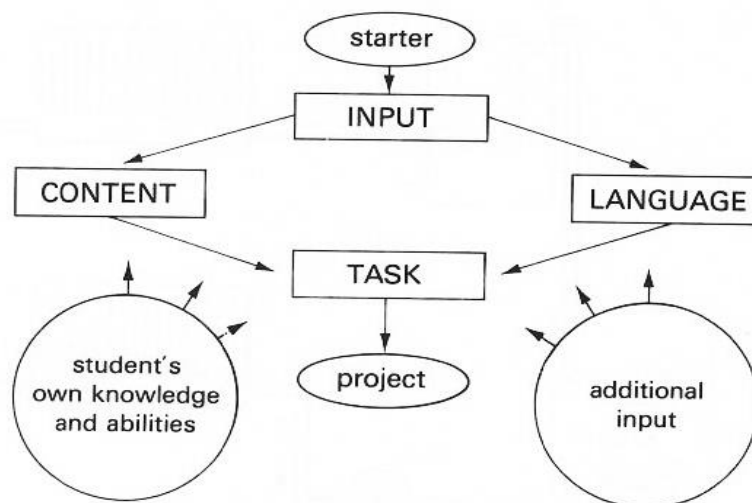 starter
INPUT
CONTENT
LANGUAGE
TASK
student's
own knowledge
and abilities
project
additional
input